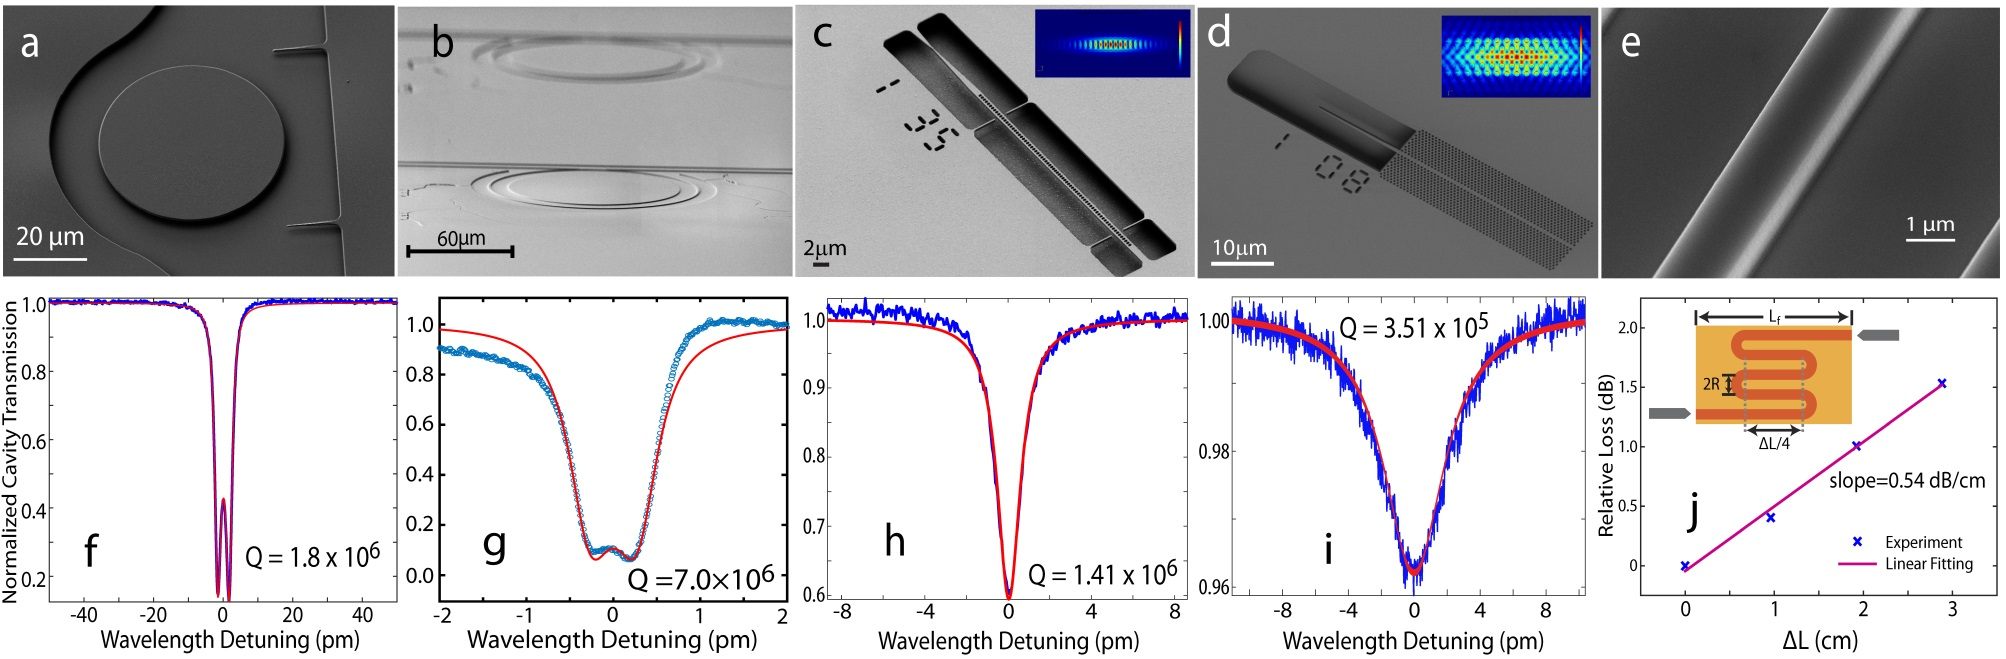 a
20 µm
b
60µm
c
1
35
2µm
d
1
08
10µm
e
1 µm
Normalized Cavity Transmission
1.0
0.8
0.6
0.4
0.2
f
Q = 1.8 x 10⁶
-40 -20 0 20 40
Wavelength Detuning (pm)
1.0
0.8
0.6
0.4
0.2
0.0
g
Q =7.0×10⁶
-2 -1 0 1 2
Wavelength Detuning (pm)
1.0
0.9
0.8
0.7
0.6
h
Q = 1.41 x 10⁶
-8 -4 0 4 8
Wavelength Detuning (pm)
1.00
0.98
0.96
Q = 3.51 x 10⁵
i
-8 -4 0 4 8
Wavelength Detuning (pm)
Relative Loss (dB)
2.0
1.5
1.0
0.5
0
L_f
2R
ΔL/4
slope=0.54 dB/cm
j
Experiment
Linear Fitting
0 1 2 3
ΔL (cm)